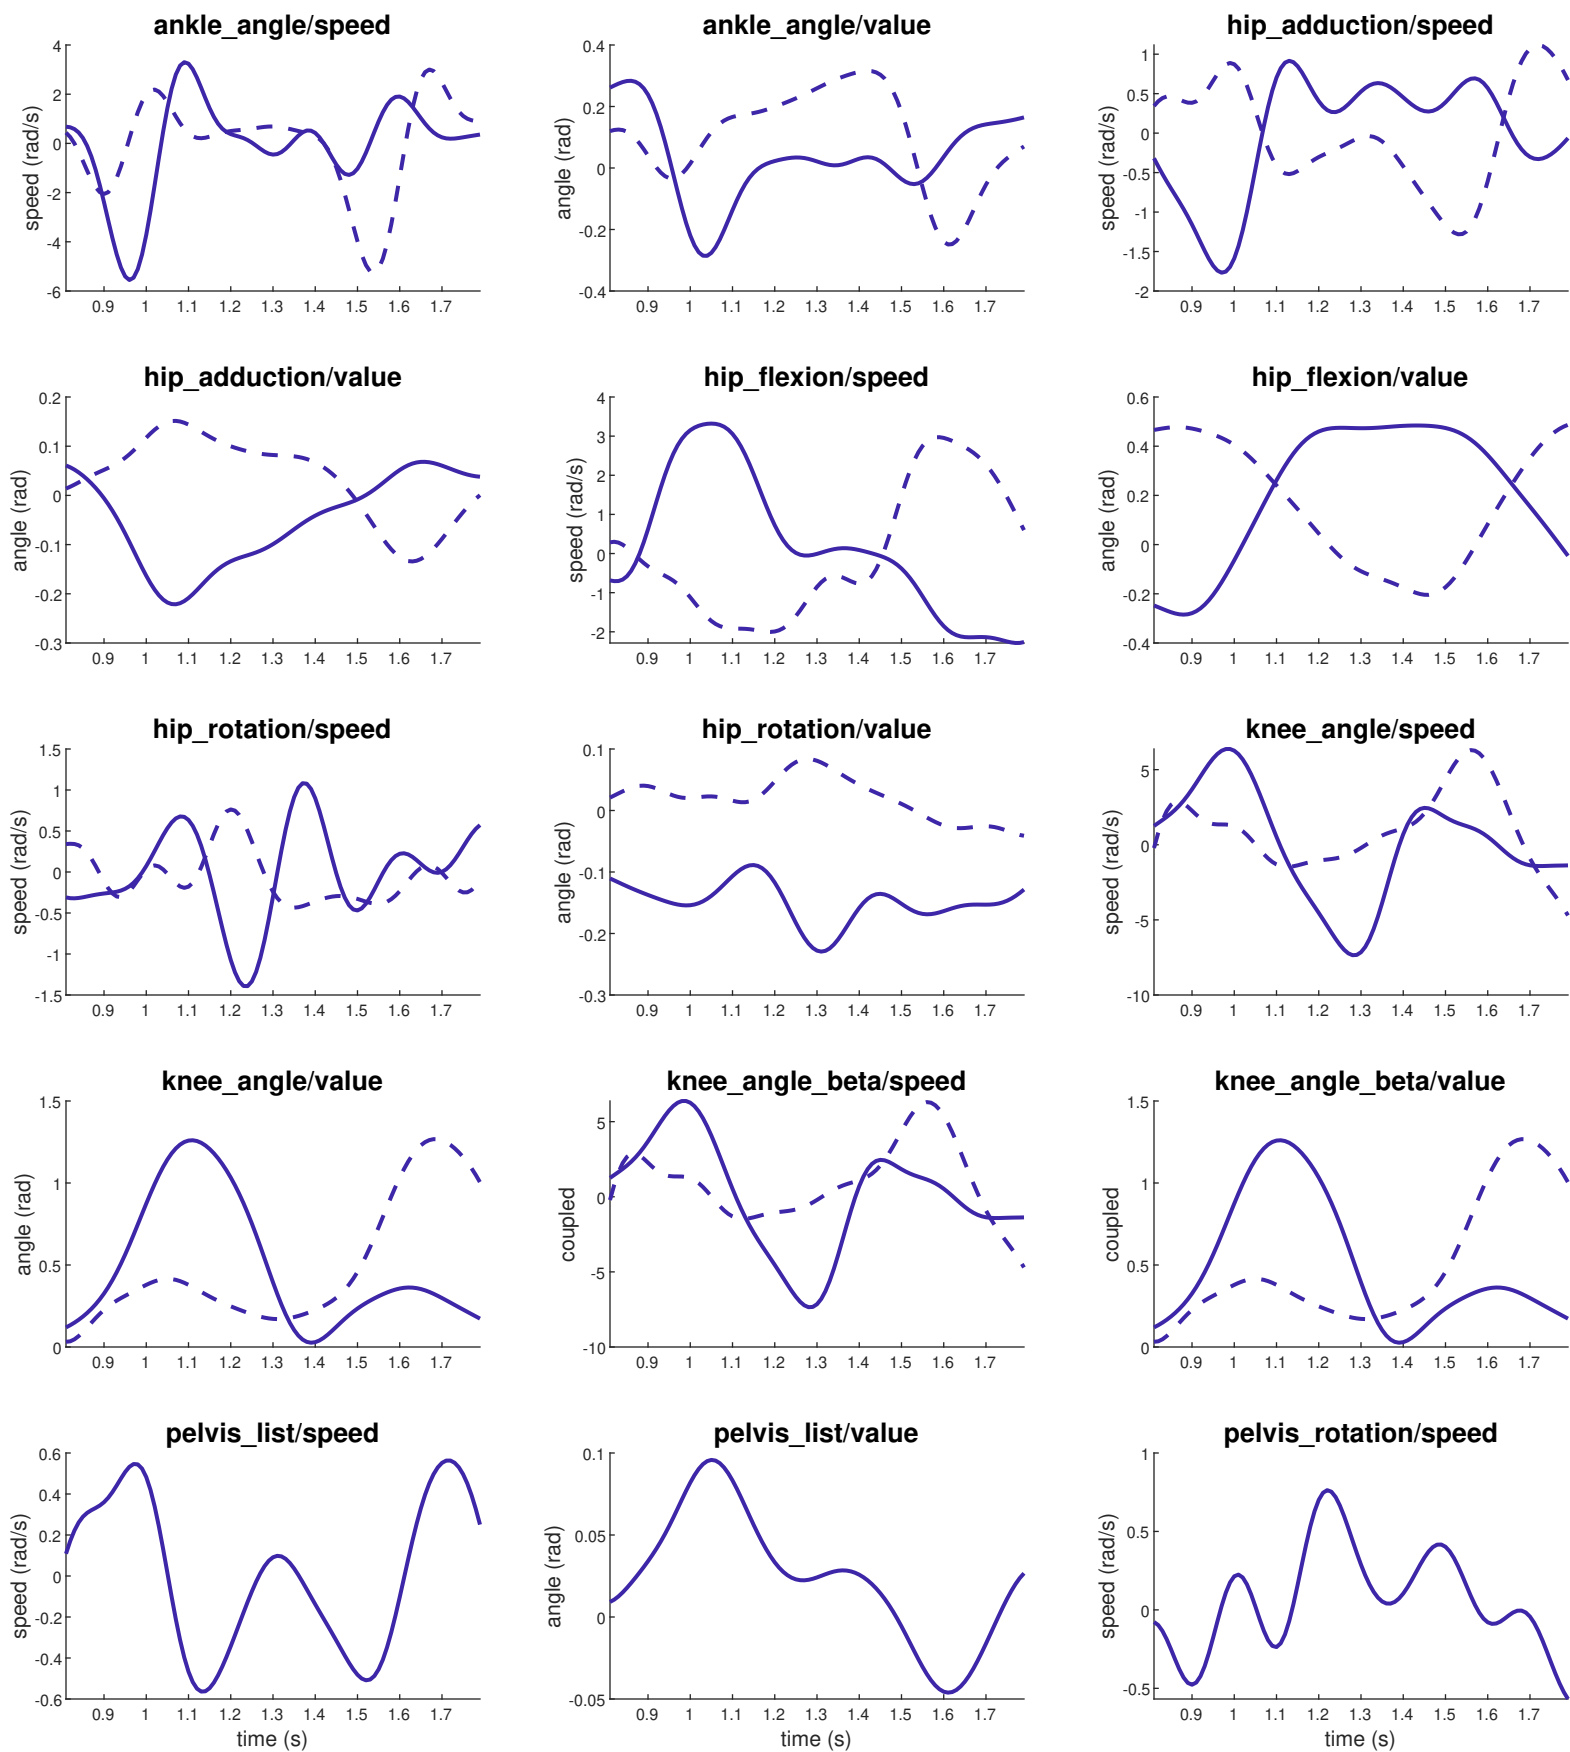 ankle_angle/speed
speed (rad/s)
4
2
0
-2
-4
-6
0.9 1 1.1 1.2 1.3 1.4 1.5 1.6 1.7
ankle_angle/value
angle (rad)
0.4
0.2
0
-0.2
-0.4
0.9 1 1.1 1.2 1.3 1.4 1.5 1.6 1.7
hip_adduction/speed
speed (rad/s)
1
0.5
0
-0.5
-1
-1.5
-2
0.9 1 1.1 1.2 1.3 1.4 1.5 1.6 1.7
hip_adduction/value
angle (rad)
0.2
0.1
0
-0.1
-0.2
-0.3
0.9 1 1.1 1.2 1.3 1.4 1.5 1.6 1.7
hip_flexion/speed
speed (rad/s)
4
3
2
1
0
-1
-2
0.9 1 1.1 1.2 1.3 1.4 1.5 1.6 1.7
hip_flexion/value
angle (rad)
0.6
0.4
0.2
0
-0.2
-0.4
0.9 1 1.1 1.2 1.3 1.4 1.5 1.6 1.7
hip_rotation/speed
speed (rad/s)
1.5
1
0.5
0
-0.5
-1
-1.5
0.9 1 1.1 1.2 1.3 1.4 1.5 1.6 1.7
hip_rotation/value
angle (rad)
0.1
0
-0.1
-0.2
-0.3
0.9 1 1.1 1.2 1.3 1.4 1.5 1.6 1.7
knee_angle/speed
speed (rad/s)
5
0
-5
-10
0.9 1 1.1 1.2 1.3 1.4 1.5 1.6 1.7
knee_angle/value
angle (rad)
1.5
1
0.5
0
0.9 1 1.1 1.2 1.3 1.4 1.5 1.6 1.7
knee_angle_beta/speed
coupled
5
0
-5
-10
0.9 1 1.1 1.2 1.3 1.4 1.5 1.6 1.7
knee_angle_beta/value
coupled
1.5
1
0.5
0
0.9 1 1.1 1.2 1.3 1.4 1.5 1.6 1.7
pelvis_list/speed
speed (rad/s)
0.6
0.4
0.2
0
-0.2
-0.4
-0.6
0.9 1 1.1 1.2 1.3 1.4 1.5 1.6 1.7
time (s)
pelvis_list/value
angle (rad)
0.1
0.05
0
-0.05
0.9 1 1.1 1.2 1.3 1.4 1.5 1.6 1.7
time (s)
pelvis_rotation/speed
speed (rad/s)
1
0.5
0
-0.5
0.9 1 1.1 1.2 1.3 1.4 1.5 1.6 1.7
time (s)